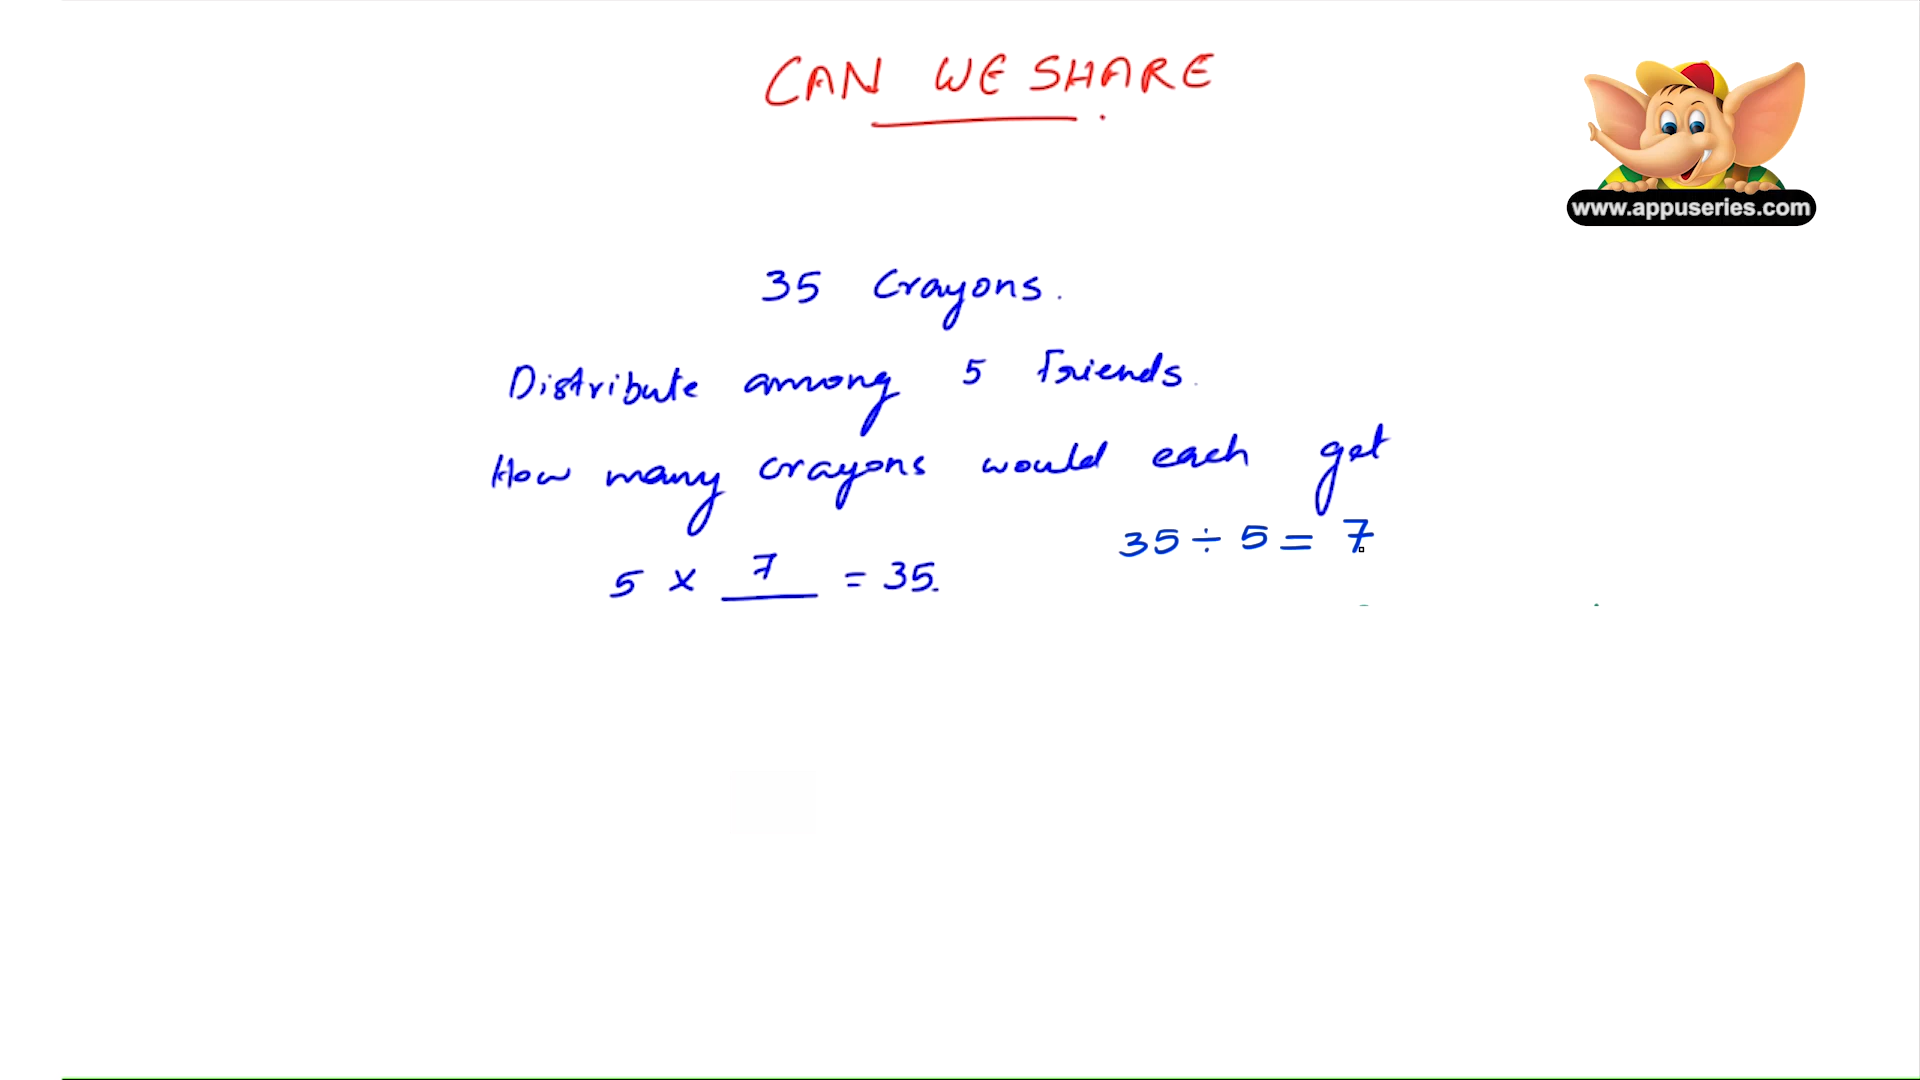 CAN WE SHARE
www.appuseries.com
35 Crayons.
Distribute among 5 Friends.
How many crayons would each get
35 ÷ 5 = 7
5 × 7 = 35.